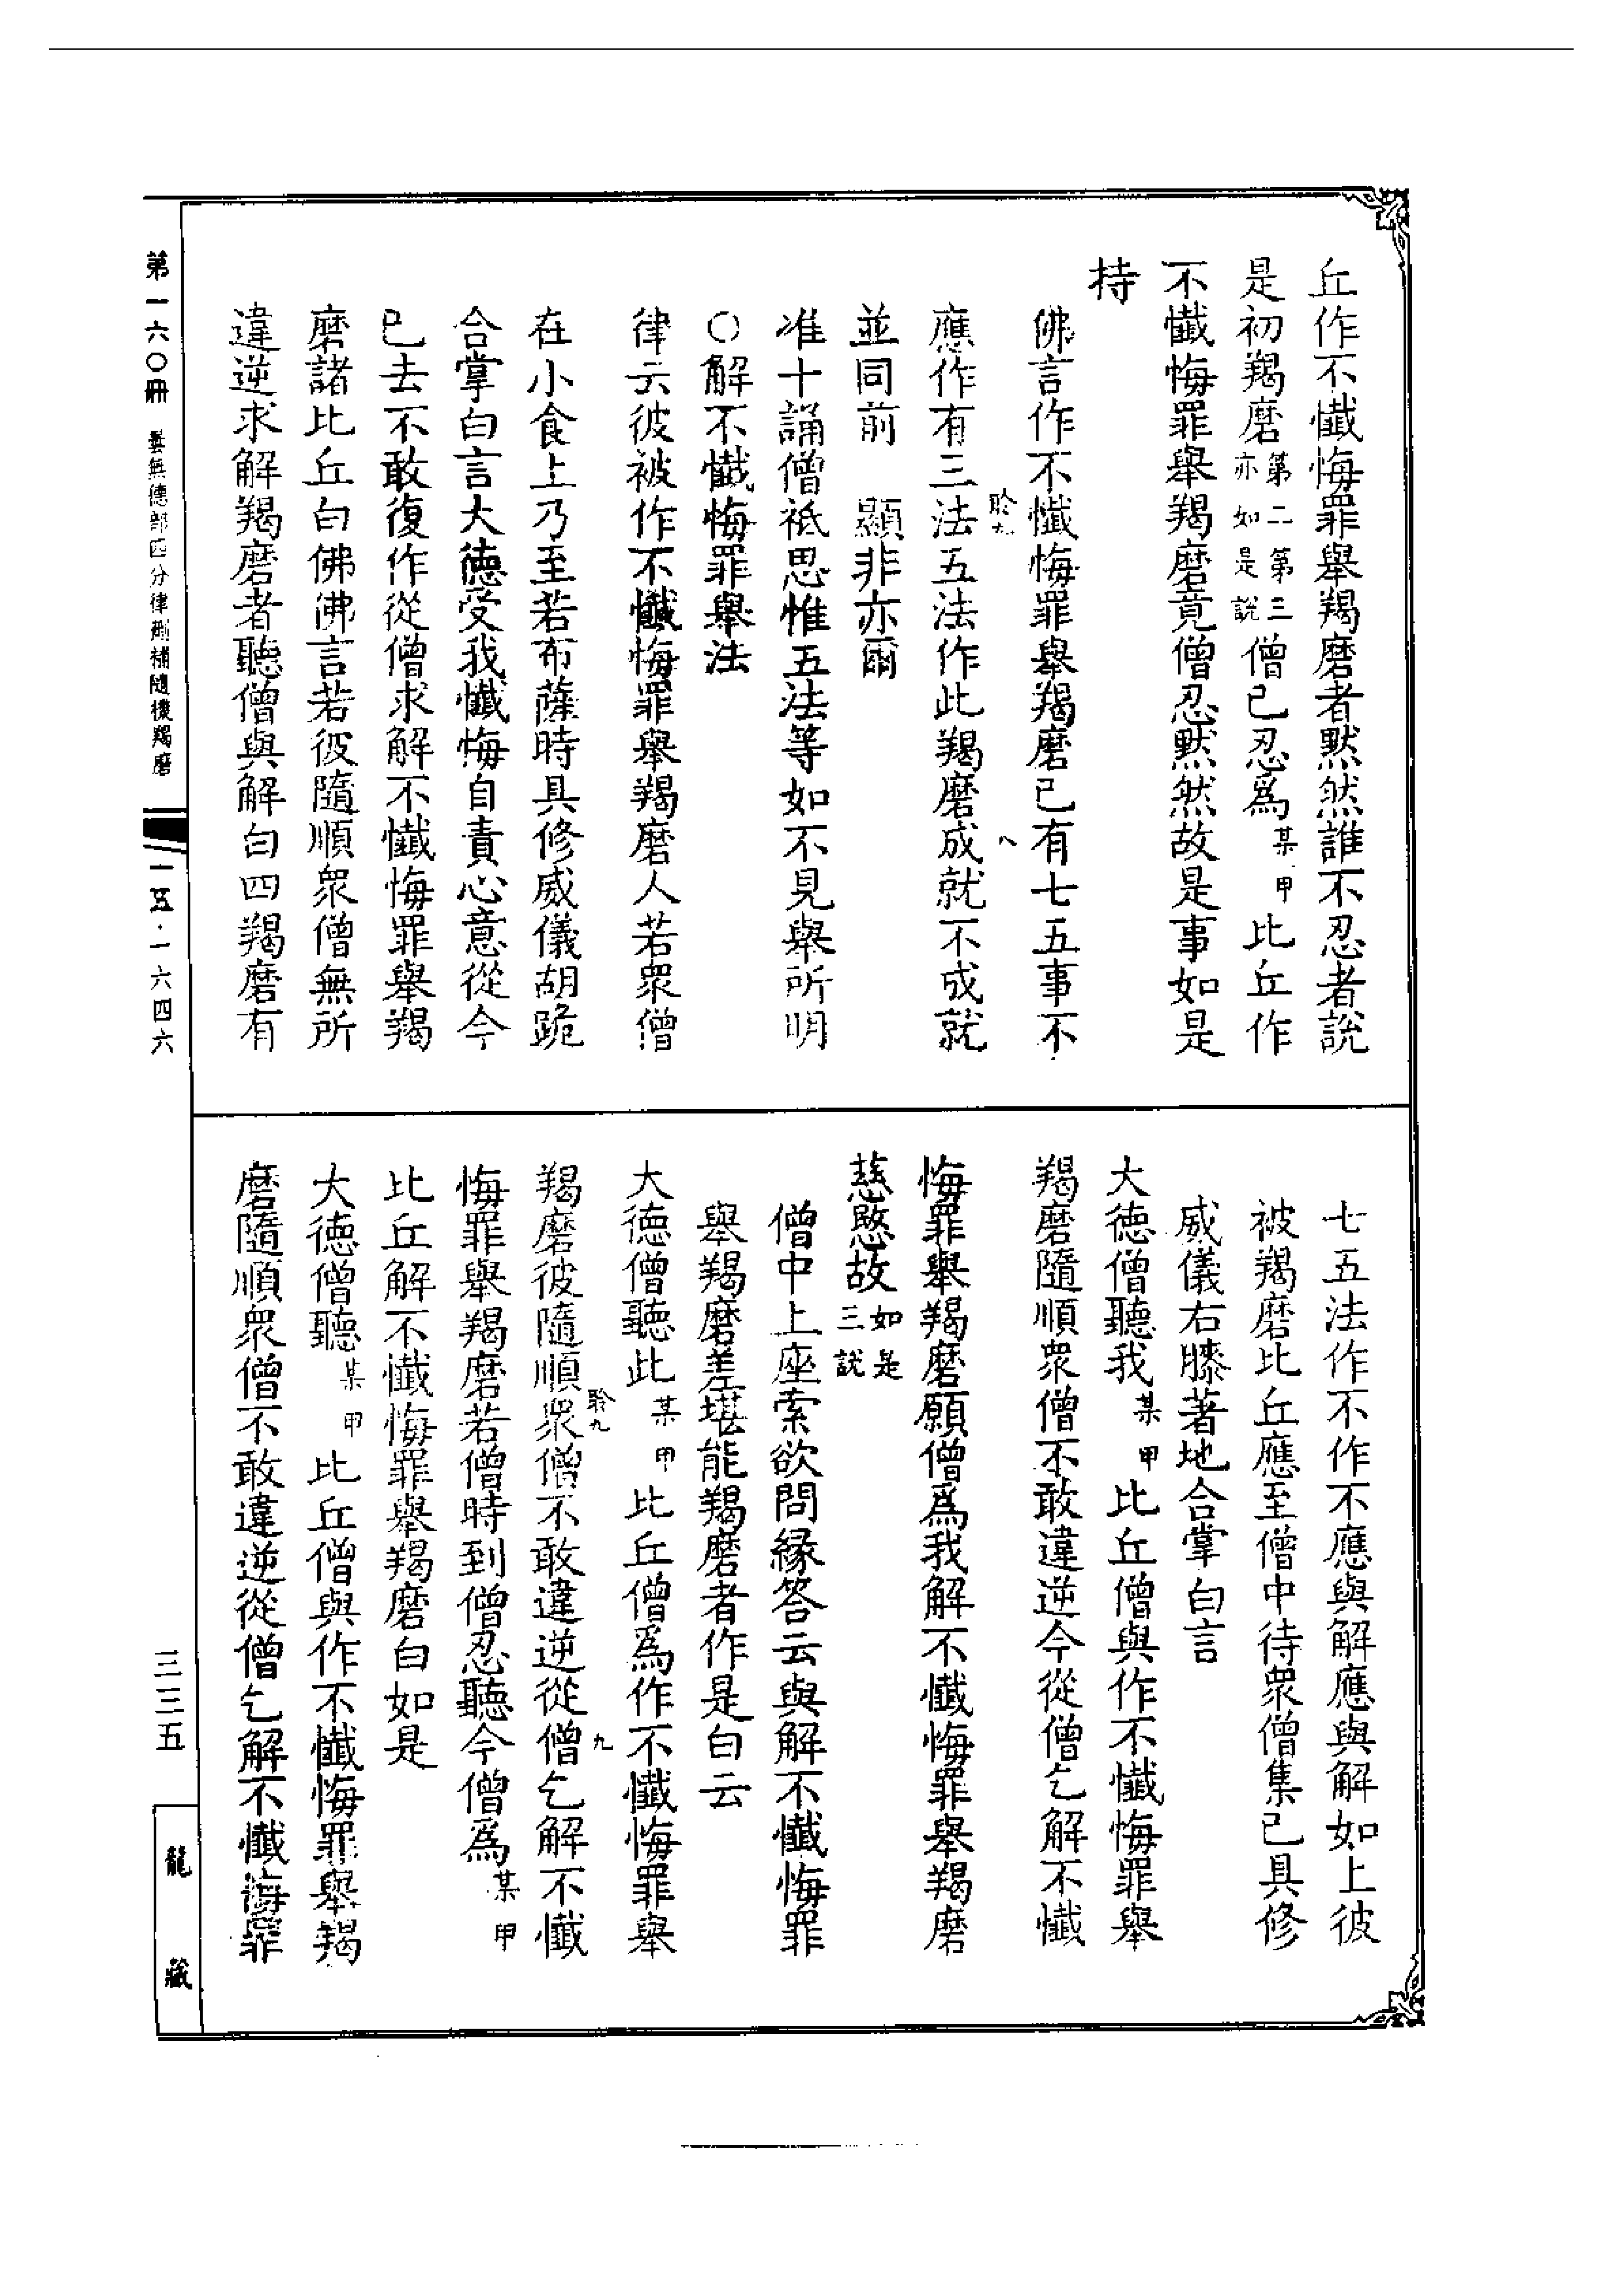 丘作不懺悔罪舉羯磨者默然誰不忍者說
是初羯磨第二第三亦如是說僧已忍爲某甲比丘作
不懺悔罪舉羯磨竟僧忍默然故是事如是
持
佛言作不懺悔罪舉羯磨已有七五事不
聆九 八
應作有三法五法作此羯磨成就不成就
並同前 顯非亦爾
准十誦僧祇思惟五法等如不見舉所明
○解不懺悔罪舉法
律云彼被作不懺悔罪舉羯磨人若眾僧
在小食上乃至若布薩時具修威儀胡跪
合掌白言大德受我懺悔自責心意從今
已去不敢復作從僧求解不懺悔罪舉羯
磨諸比丘白佛佛言若彼隨順眾僧無所
違逆求解羯磨者聽僧與解白四羯磨有
七五法作不作不應與解應與解如上彼
被羯磨比丘應至僧中待眾僧集已具修
威儀右膝著地合掌白言
大德僧聽我某甲比丘僧與作不懺悔罪舉
羯磨隨順眾僧不敢違逆今從僧乞解不懺
悔罪舉羯磨願僧爲我解不懺悔罪舉羯磨
慈愍故如是三說
僧中上座索欲問緣答云與解不懺悔罪
舉羯磨差堪能羯磨者作是白云
大德僧聽此某甲比丘僧爲作不懺悔罪舉
聆九 九
羯磨彼隨順眾僧不敢違逆從僧乞解不懺
悔罪舉羯磨若僧時到僧忍聽今僧爲某甲
比丘解不懺悔罪舉羯磨白如是
大德僧聽某甲比丘僧與作不懺悔罪舉羯
磨隨順眾僧不敢違逆從僧乞解不懺悔罪
第一六〇冊 曇無德部四分律刪補隨機羯磨
一五·一六四六
三三五
龍藏